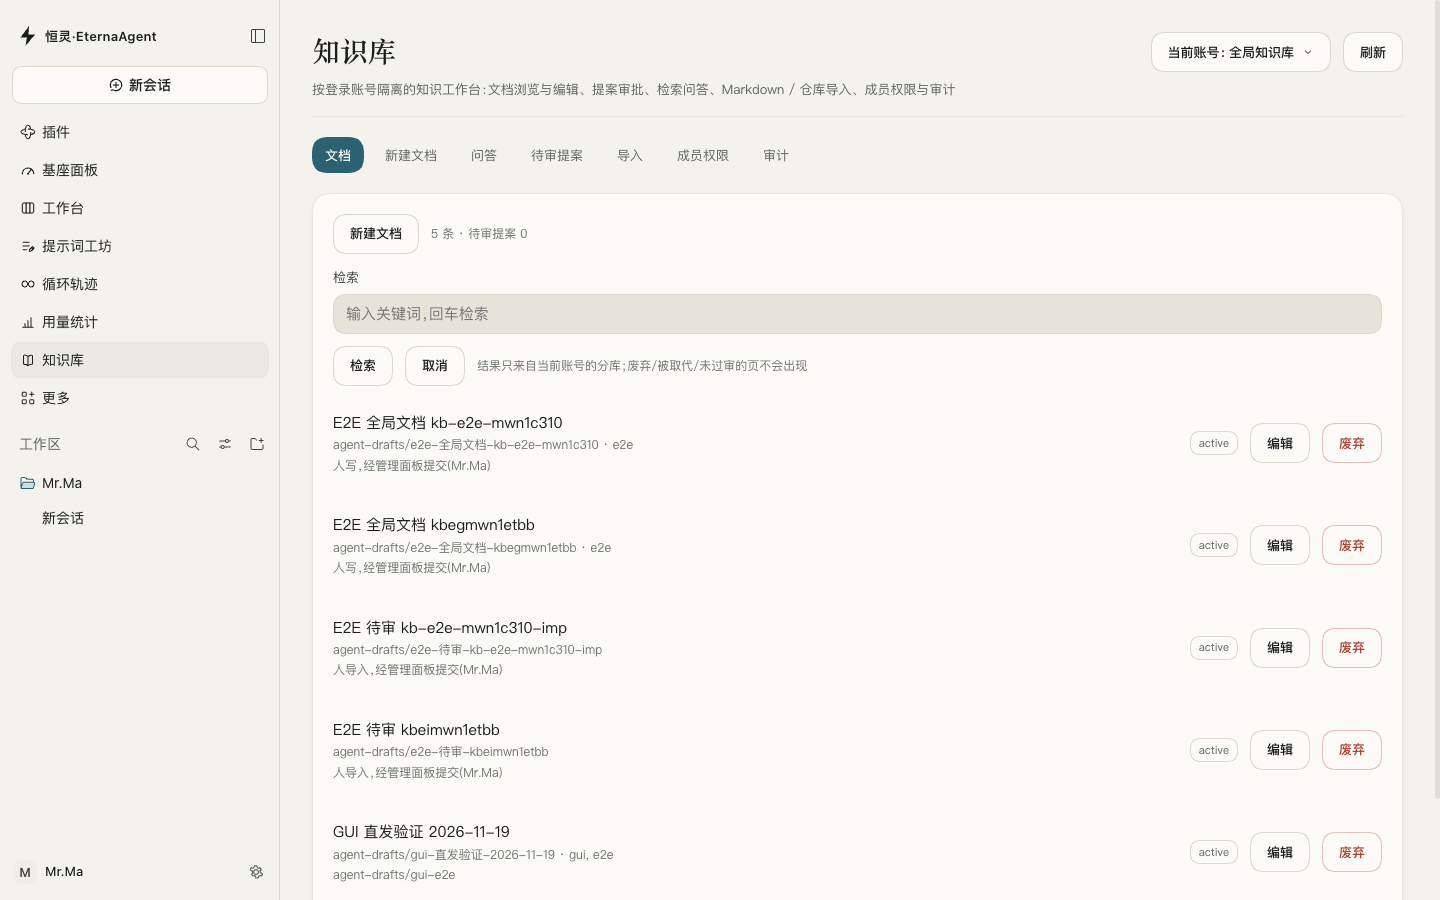 恒灵·EternaAgent
新会话
插件
基座面板
工作台
提示词工坊
循环轨迹
用量统计
知识库
更多
工作区
Mr.Ma
新会话
M Mr.Ma
知识库
当前账号: 全局知识库
刷新
按登录账号隔离的知识工作台:文档浏览与编辑、提案审批、检索问答、Markdown / 仓库导入、成员权限与审计
文档 新建文档 问答 待审提案 导入 成员权限 审计
新建文档 5 条 · 待审提案 0
检索
输入关键词,回车检索
检索 取消 结果只来自当前账号的分库;废弃/被取代/未过审的页不会出现
E2E 全局文档 kb-e2e-mwn1c310
agent-drafts/e2e-全局文档-kb-e2e-mwn1c310 · e2e
人写,经管理面板提交(Mr.Ma)
active 编辑 废弃
E2E 全局文档 kbegmwn1etbb
agent-drafts/e2e-全局文档-kbegmwn1etbb · e2e
人写,经管理面板提交(Mr.Ma)
active 编辑 废弃
E2E 待审 kb-e2e-mwn1c310-imp
agent-drafts/e2e-待审-kb-e2e-mwn1c310-imp
人导入,经管理面板提交(Mr.Ma)
active 编辑 废弃
E2E 待审 kbeimwn1etbb
agent-drafts/e2e-待审-kbeimwn1etbb
人导入,经管理面板提交(Mr.Ma)
active 编辑 废弃
GUI 直发验证 2026-11-19
agent-drafts/gui-直发验证-2026-11-19 · gui, e2e
agent-drafts/gui-e2e
active 编辑 废弃